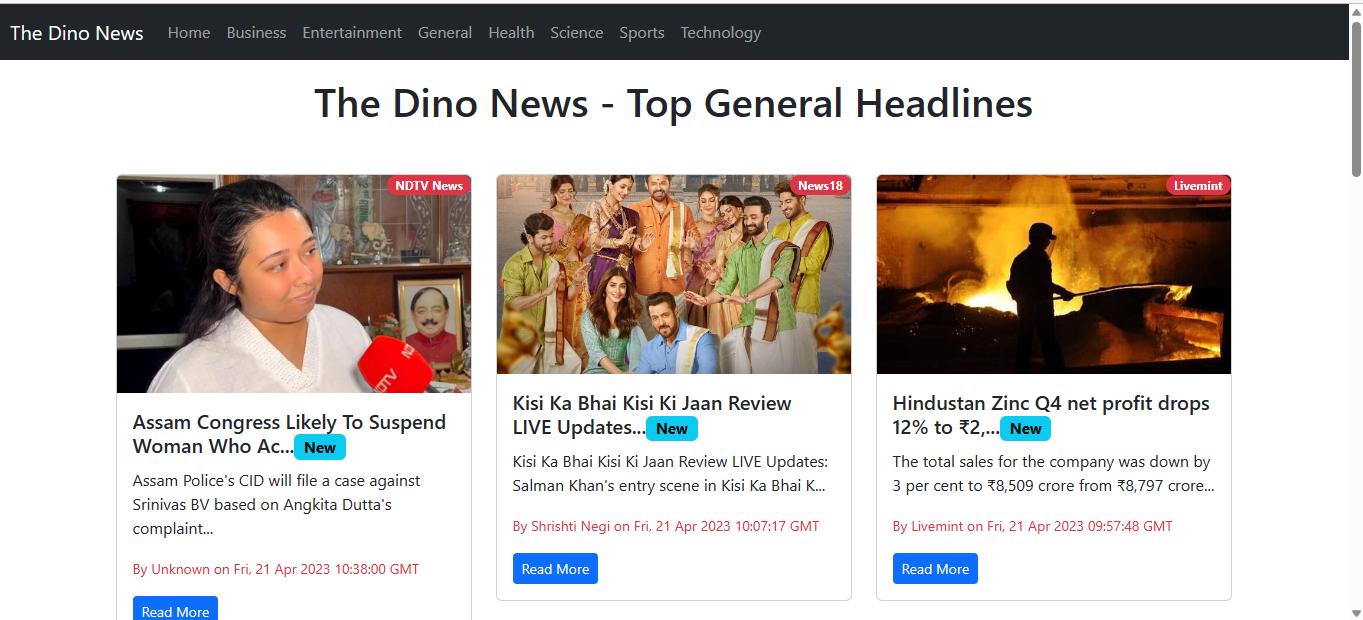 The Dino News Home Business Entertainment General Health Science Sports Technology
The Dino News - Top General Headlines
NDTV News
NDTV
Assam Congress Likely To Suspend
Woman Who Ac...New
Assam Police's CID will file a case against
Srinivas BV based on Angkita Dutta's
complaint...
By Unknown on Fri, 21 Apr 2023 10:38:00 GMT
Read More
News18
Kisi Ka Bhai Kisi Ki Jaan Review
LIVE Updates...New
Kisi Ka Bhai Kisi Ki Jaan Review LIVE Updates:
Salman Khan's entry scene in Kisi Ka Bhai K...
By Shrishti Negi on Fri, 21 Apr 2023 10:07:17 GMT
Read More
Livemint
Hindustan Zinc Q4 net profit drops
12% to ₹2,...New
The total sales for the company was down by
3 per cent to ₹8,509 crore from ₹8,797 crore...
By Livemint on Fri, 21 Apr 2023 09:57:48 GMT
Read More